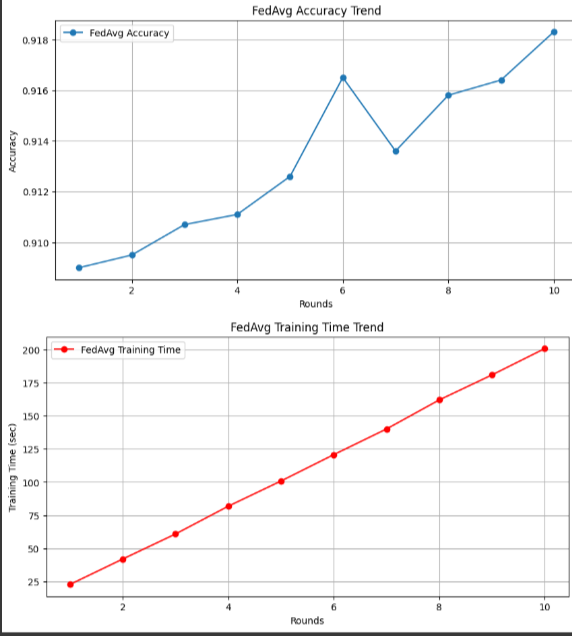 FedAvg Accuracy Trend
FedAvg Accuracy
0.918
0.916
0.914
0.912
0.910
Accuracy
2 4 6 8 10
Rounds
FedAvg Training Time Trend
FedAvg Training Time
200
175
150
125
100
75
50
25
Training Time (sec)
2 4 6 8 10
Rounds